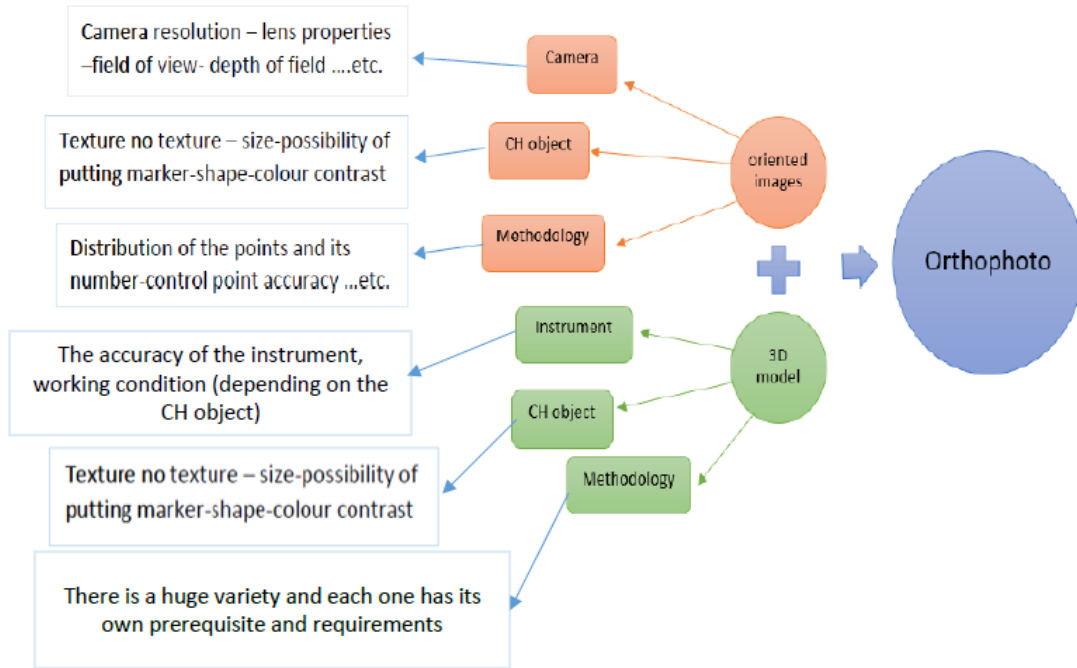 Camera resolution – lens properties
–field of view- depth of field ....etc.
Camera
Texture no texture – size-possibility of
putting marker-shape-colour contrast
CH object
oriented
images
Distribution of the points and its
number-control point accuracy ...etc.
Methodology
Orthophoto
The accuracy of the instrument,
working condition (depending on the
CH object)
Instrument
3D
model
CH object
Texture no texture – size-possibility of
putting marker-shape-colour contrast
Methodology
There is a huge variety and each one has its
own prerequisite and requirements